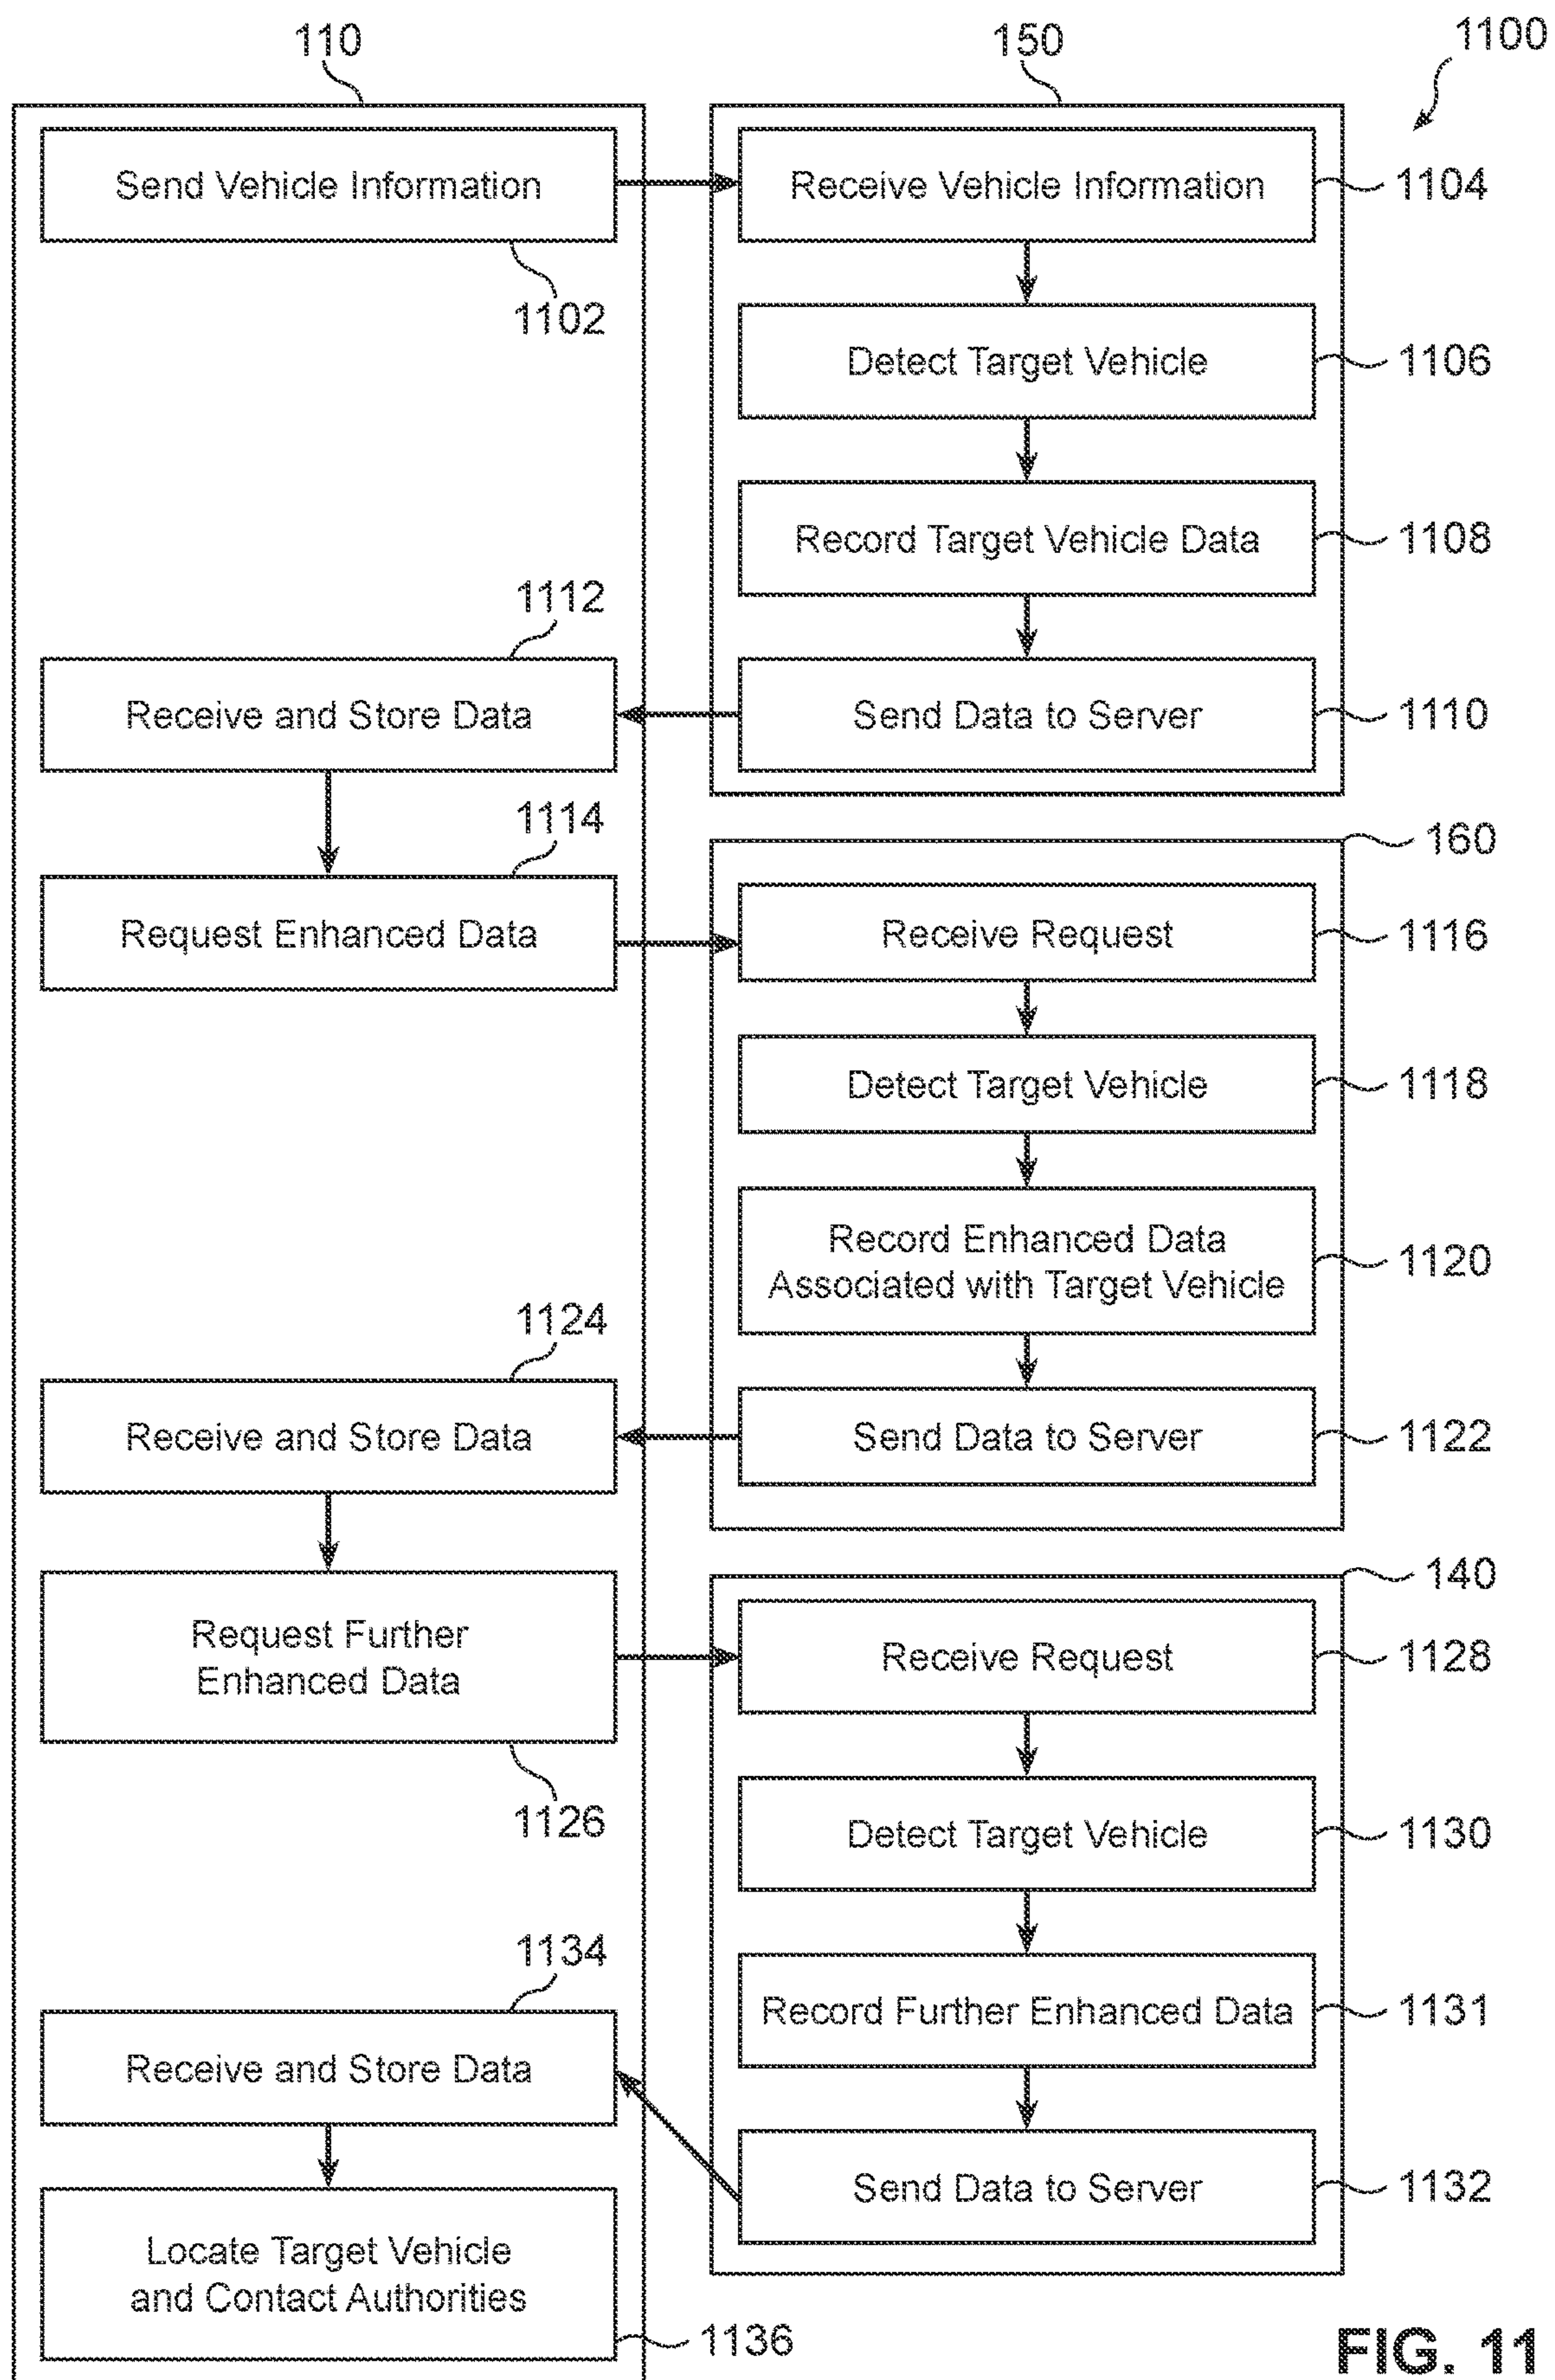 110
150
1100
Send Vehicle Information
1102
Receive Vehicle Information
1104
Detect Target Vehicle
1106
Record Target Vehicle Data
1108
1112
Receive and Store Data
Send Data to Server
1110
1114
Request Enhanced Data
160
Receive Request
1116
Detect Target Vehicle
1118
Record Enhanced Data
Associated with Target Vehicle
1120
1124
Receive and Store Data
Send Data to Server
1122
Request Further
Enhanced Data
1126
140
Receive Request
1128
Detect Target Vehicle
1130
Record Further Enhanced Data
1131
1134
Receive and Store Data
Send Data to Server
1132
Locate Target Vehicle
and Contact Authorities
1136
FIG. 11